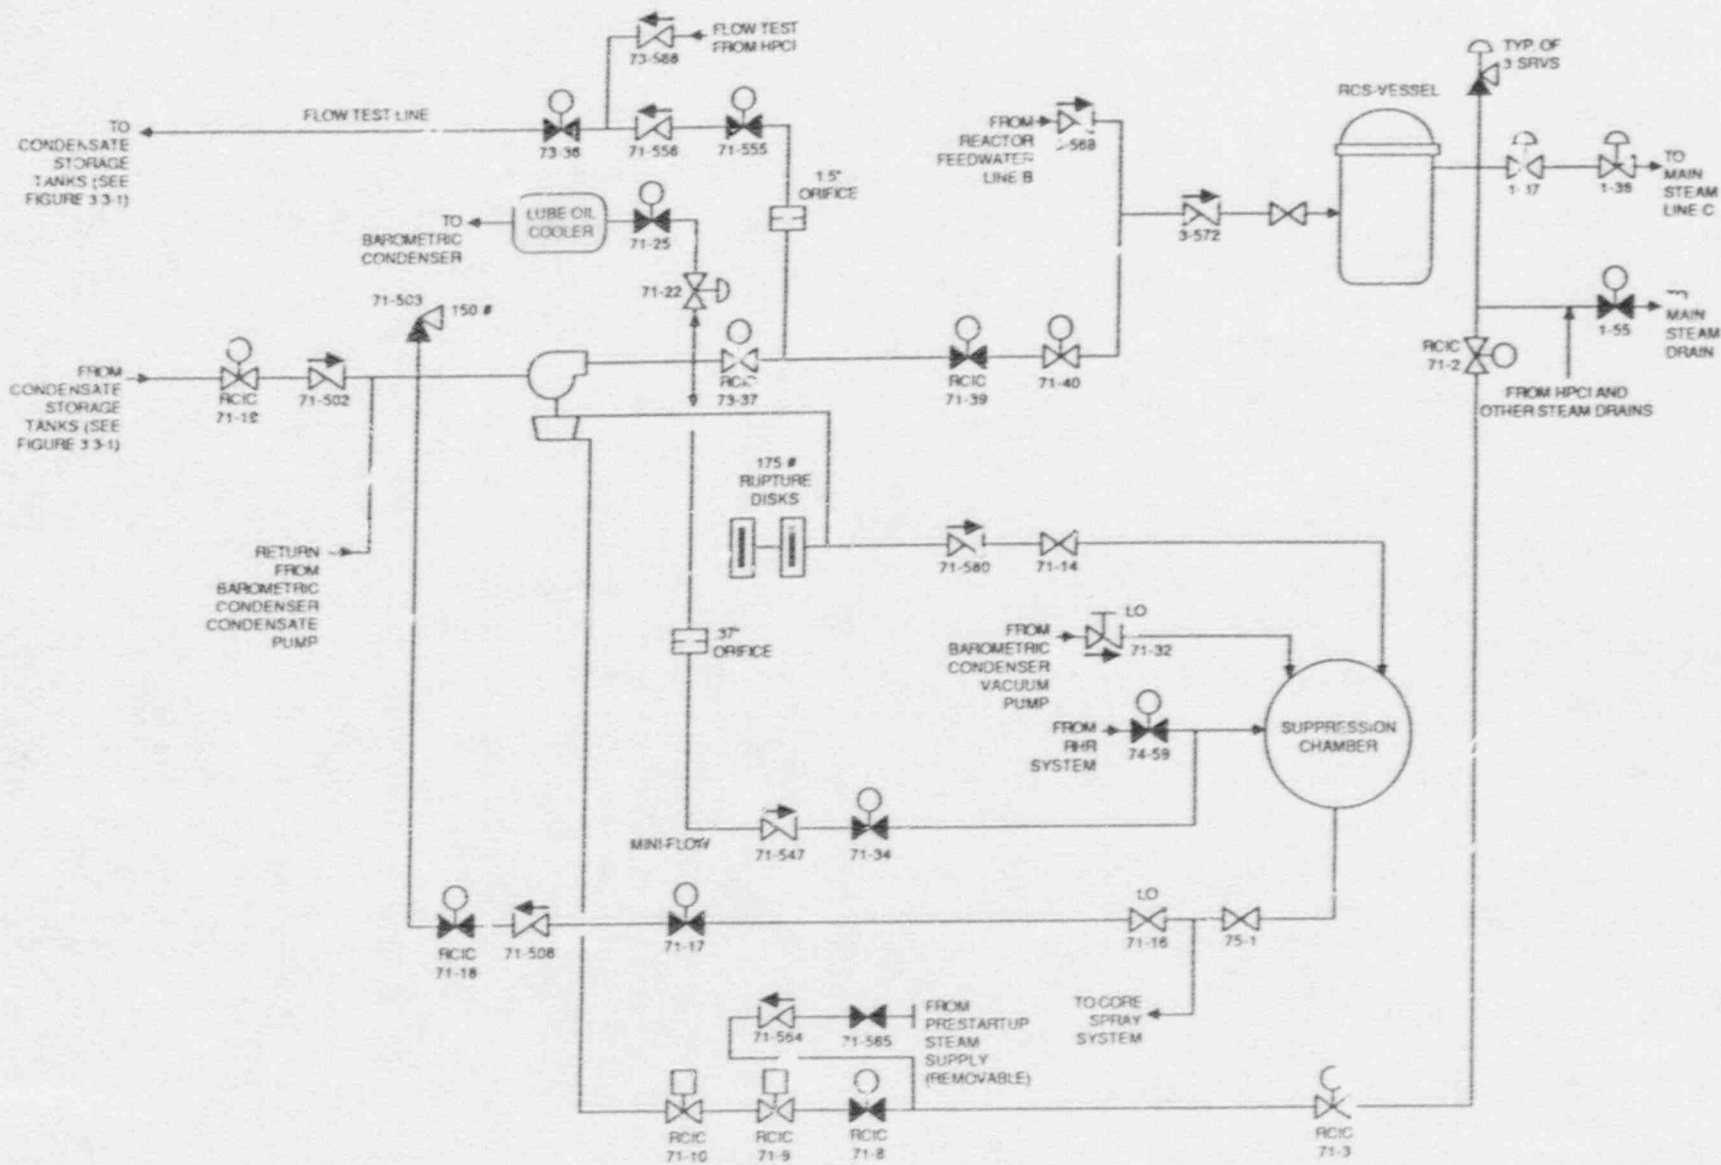 FLOW TEST
FROM HPCI
73-588
FLOW TEST LINE
TO
CONDENSATE
STORAGE
TANKS (SEE
FIGURE 3.3-1)
73-36
71-556
71-555
1.5"
ORIFICE
TO
BAROMETRIC
CONDENSER
LUBE OIL
COOLER
71-25
71-22
71-503
150 #
FROM
REACTOR
FEEDWATER
LINE B
3-572
RCS-VESSEL
TYP. OF
3 SRVS
1-38
TO
MAIN
STEAM
LINE C
1-55
MAIN
STEAM
DRAIN
RCIC
71-2
FROM HPCI AND
OTHER STEAM DRAINS
FROM
CONDENSATE
STORAGE
TANKS (SEE
FIGURE 3.3-1)
RCIC
71-502
RCIC
73-37
RCIC
71-39
71-40
RETURN
FROM
BAROMETRIC
CONDENSER
CONDENSATE
PUMP
175 #
RUPTURE
DISKS
71-580
71-14
.37"
ORIFICE
FROM
BAROMETRIC
CONDENSER
VACUUM
PUMP
LO
71-32
FROM
RHR
SYSTEM
74-59
SUPPRESSION
CHAMBER
MINI-FLOW
71-547
71-34
RCIC
71-18
71-508
71-17
LO
71-16
75-1
TO CORE
SPRAY
SYSTEM
71-564
71-565
FROM
PRESTARTUP
STEAM
SUPPLY
(REMOVABLE)
RCIC
71-10
RCIC
71-9
RCIC
71-8
RCIC
71-3